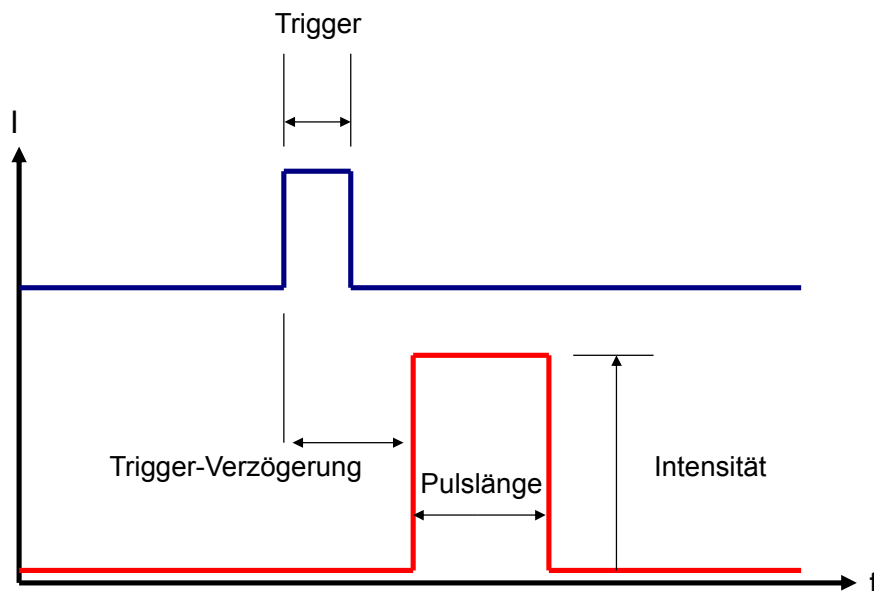 Trigger
I
Trigger-Verzögerung
Pulslänge
Intensität
t